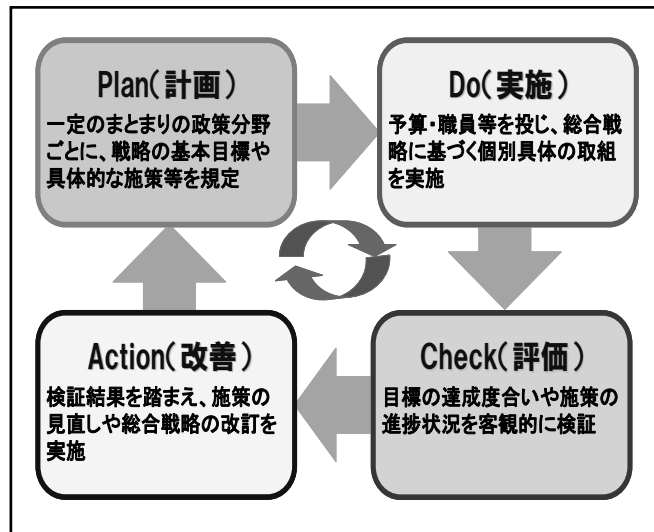 Plan(計画)
一定のまとまりの政策分野
ごとに、戦略の基本目標や
具体的な施策等を規定
Do(実施)
予算・職員等を投じ、総合戦
略に基づく個別具体の取組
を実施
Action(改善)
検証結果を踏まえ、施策の
見直しや総合戦略の改訂を
実施
Check(評価)
目標の達成度合いや施策の
進捗状況を客観的に検証